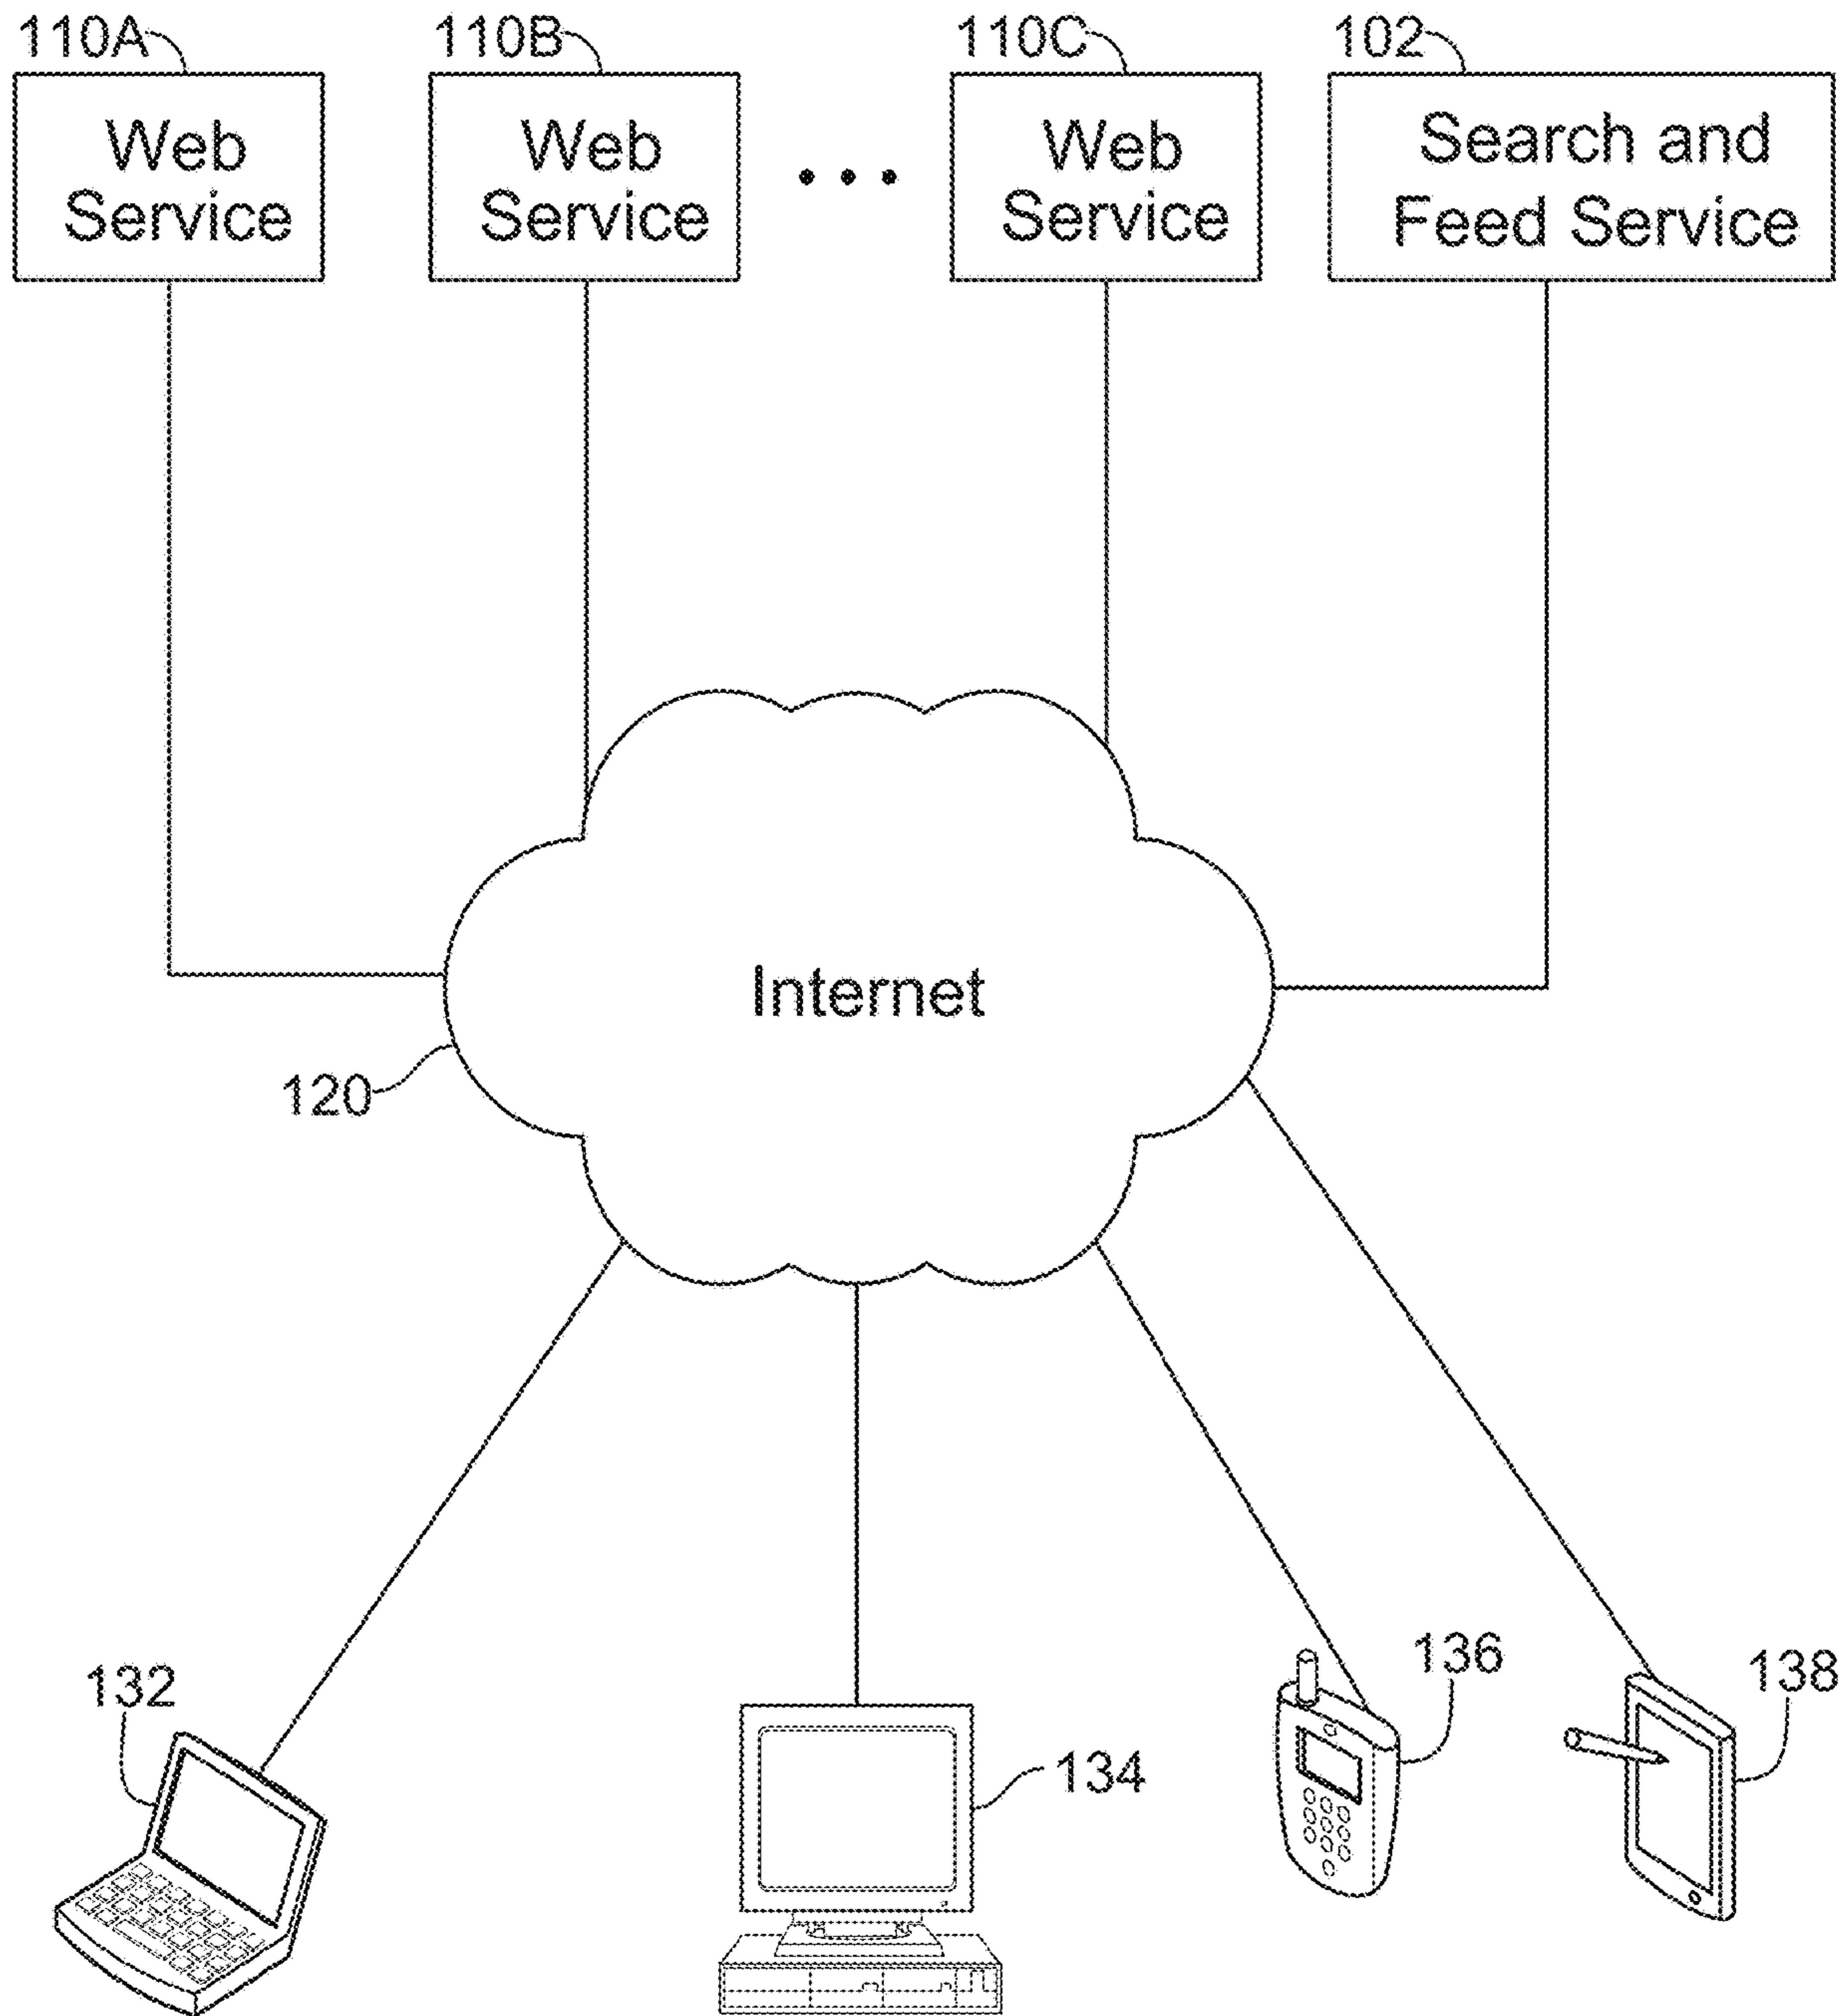 110A
110B
110C
102
Web
Service
Web
Service
Web
Service
Search and
Feed Service
Internet
120
132
134
136
138